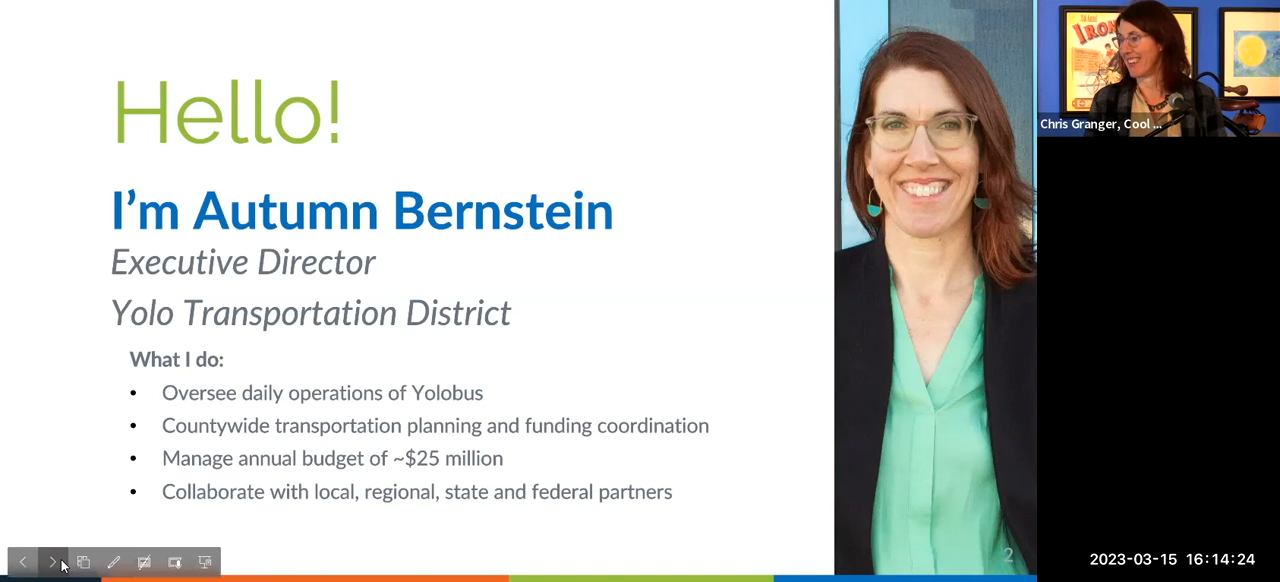 Hello!
I'm Autumn Bernstein
Executive Director
Yolo Transportation District
What I do:
• Oversee daily operations of Yolobus
• Countywide transportation planning and funding coordination
• Manage annual budget of ~$25 million
• Collaborate with local, regional, state and federal partners
2
IRON
Chris Granger, Cool ...
2023-03-15 16:14:24